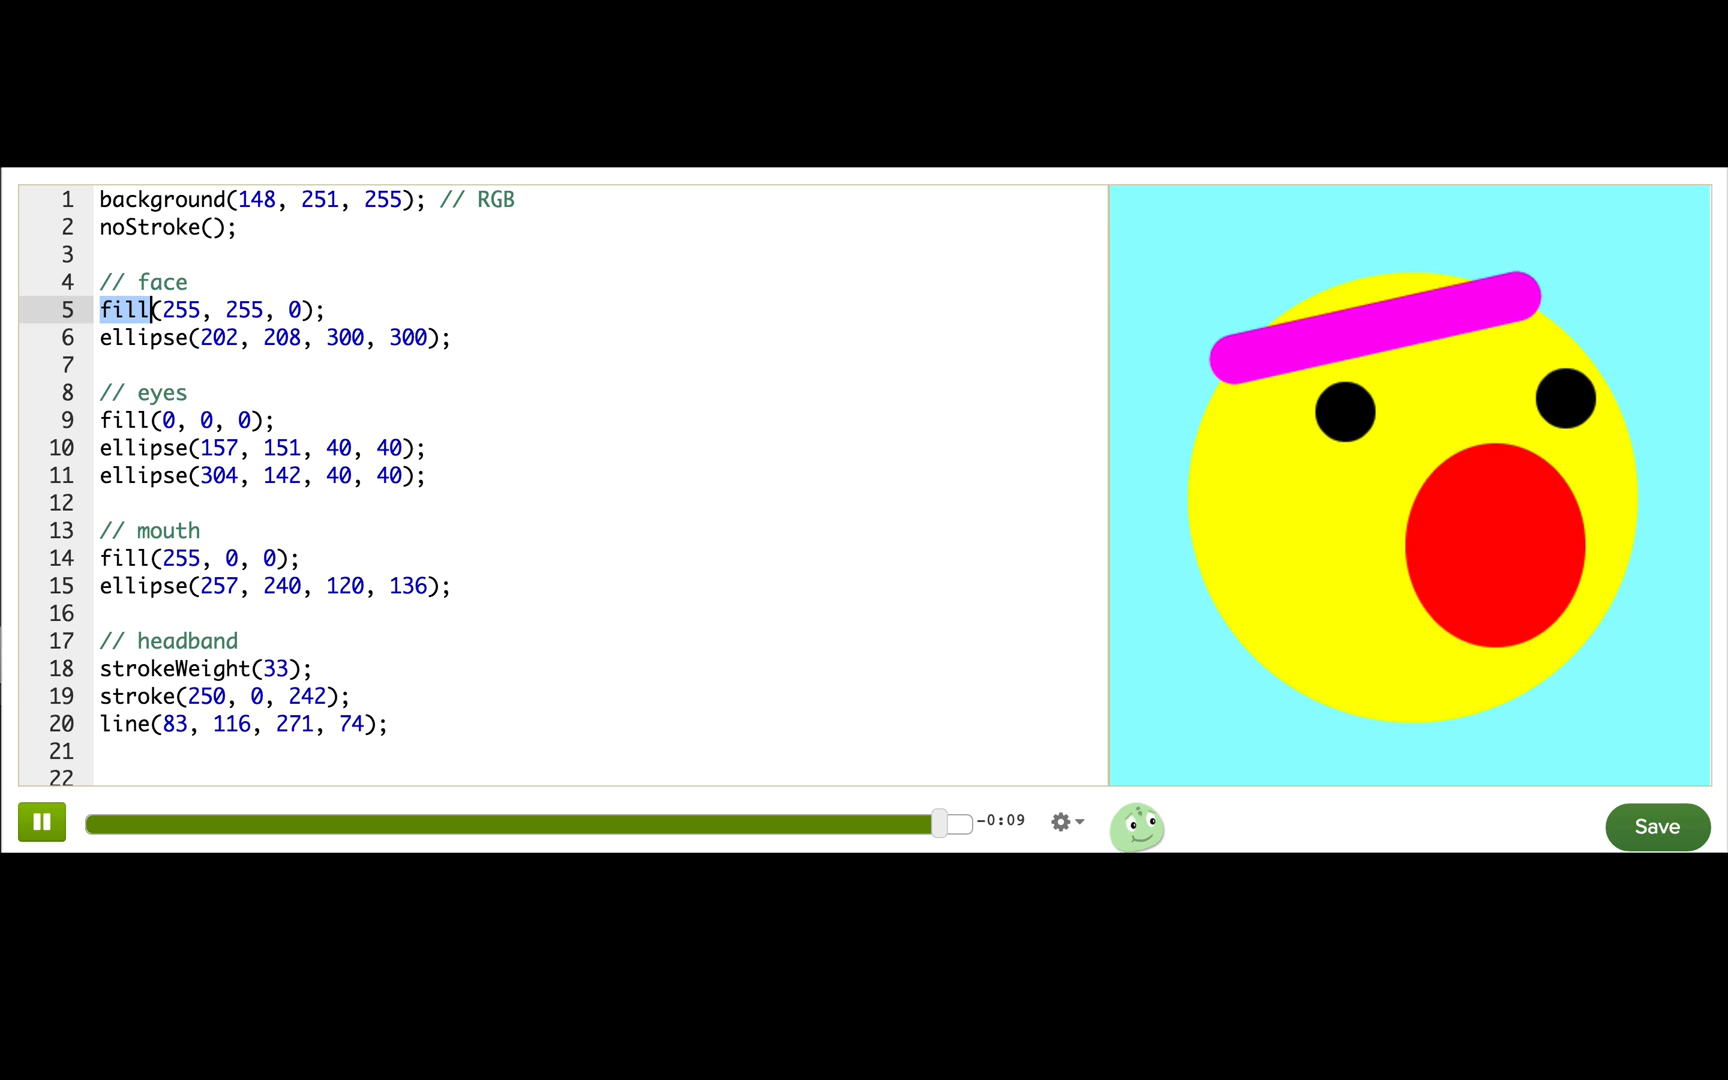 1 background(148, 251, 255); // RGB
2 noStroke();
3
4 // face
5 fill(255, 255, 0);
6 ellipse(202, 208, 300, 300);
7
8 // eyes
9 fill(0, 0, 0);
10 ellipse(157, 151, 40, 40);
11 ellipse(304, 142, 40, 40);
12
13 // mouth
14 fill(255, 0, 0);
15 ellipse(257, 240, 120, 136);
16
17 // headband
18 strokeWeight(33);
19 stroke(250, 0, 242);
20 line(83, 116, 271, 74);
21
22
-0:09
Save